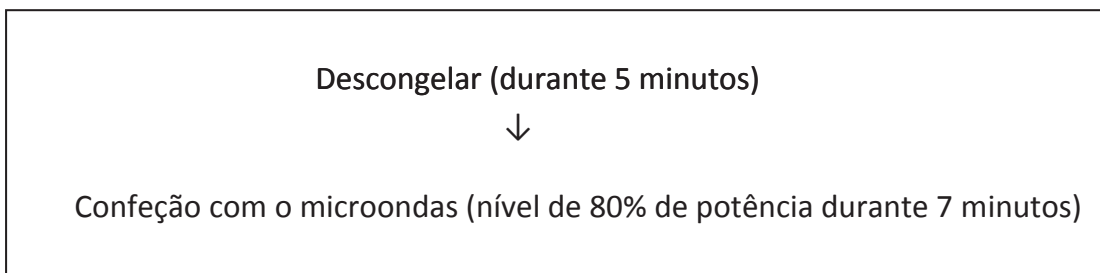 Descongelar (durante 5 minutos)
↓
Confeção com o microondas (nível de 80% de potência durante 7 minutos)